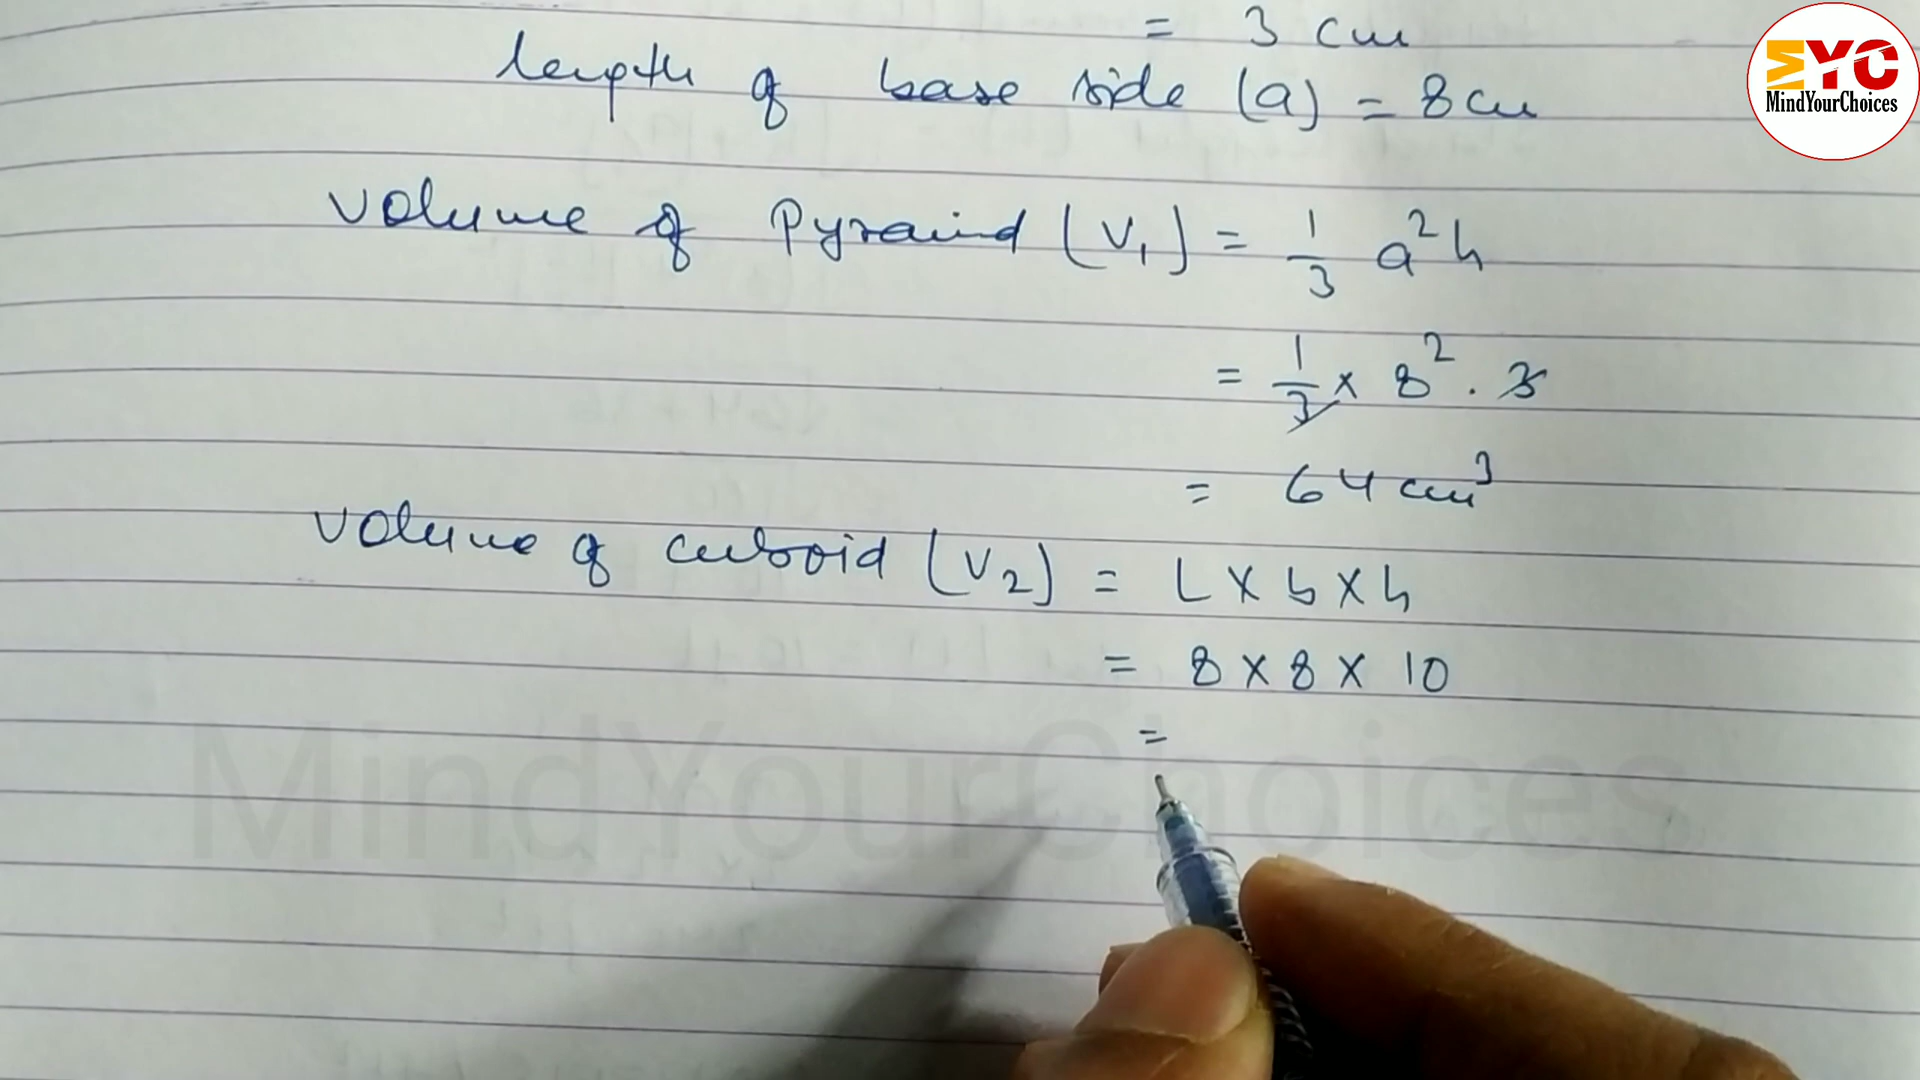 = 3 cm
length of base side (a) = 8 cm
volume of Pyramid (V₁) = 1/3 a²h
= 1/3 × 8² . 3
= 64 cm³
volume of cuboid (V₂) = L × b × h
= 8 × 8 × 10
=
MYC
MindYourChoices
MindYourChoices